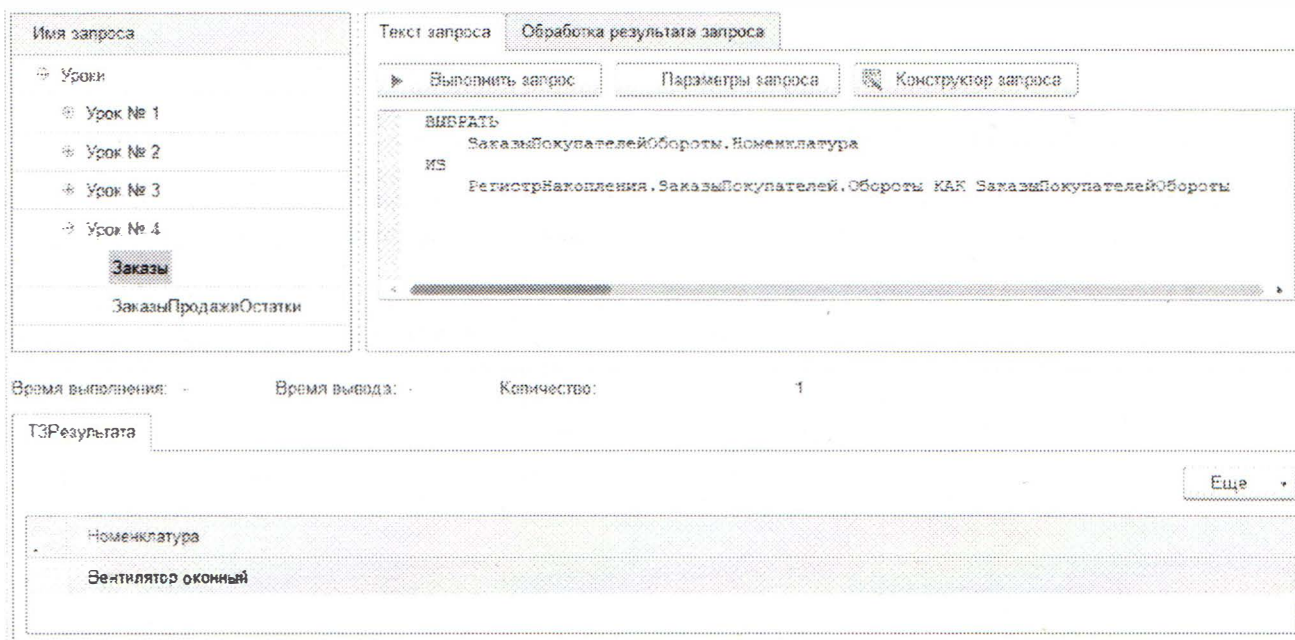 Имя запроса
Уроки
Урок № 1
Урок № 2
Урок № 3
Урок № 4
Заказы
ЗаказыПродажиОстатки
Текст запроса Обработка результата запроса
Выполнить запрос Параметры запроса Конструктор запроса
ВЫБРАТЬ
ЗаказыПокупателейОбороты.Номенклатура
ИЗ
РегистрНакопления.ЗаказыПокупателей.Обороты КАК ЗаказыПокупателейОбороты
Время выполнения: - Время вывода: - Количество: 1
ТЗРезультата
Еще
Номенклатура
Вентилятор оконный